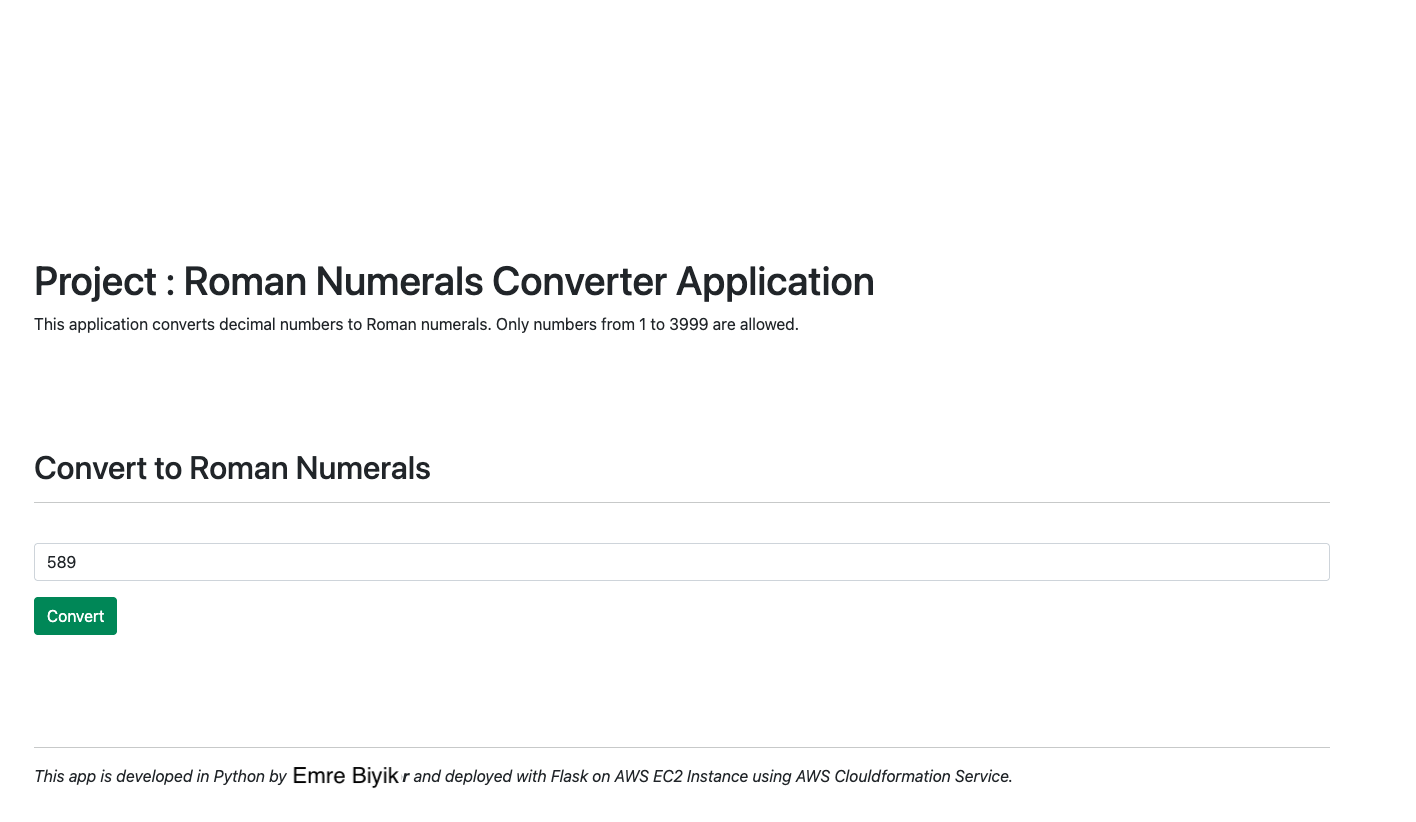 Project : Roman Numerals Converter Application
This application converts decimal numbers to Roman numerals. Only numbers from 1 to 3999 are allowed.
Convert to Roman Numerals
589
Convert
This app is developed in Python by Emre Biyik r and deployed with Flask on AWS EC2 Instance using AWS Clouldformation Service.